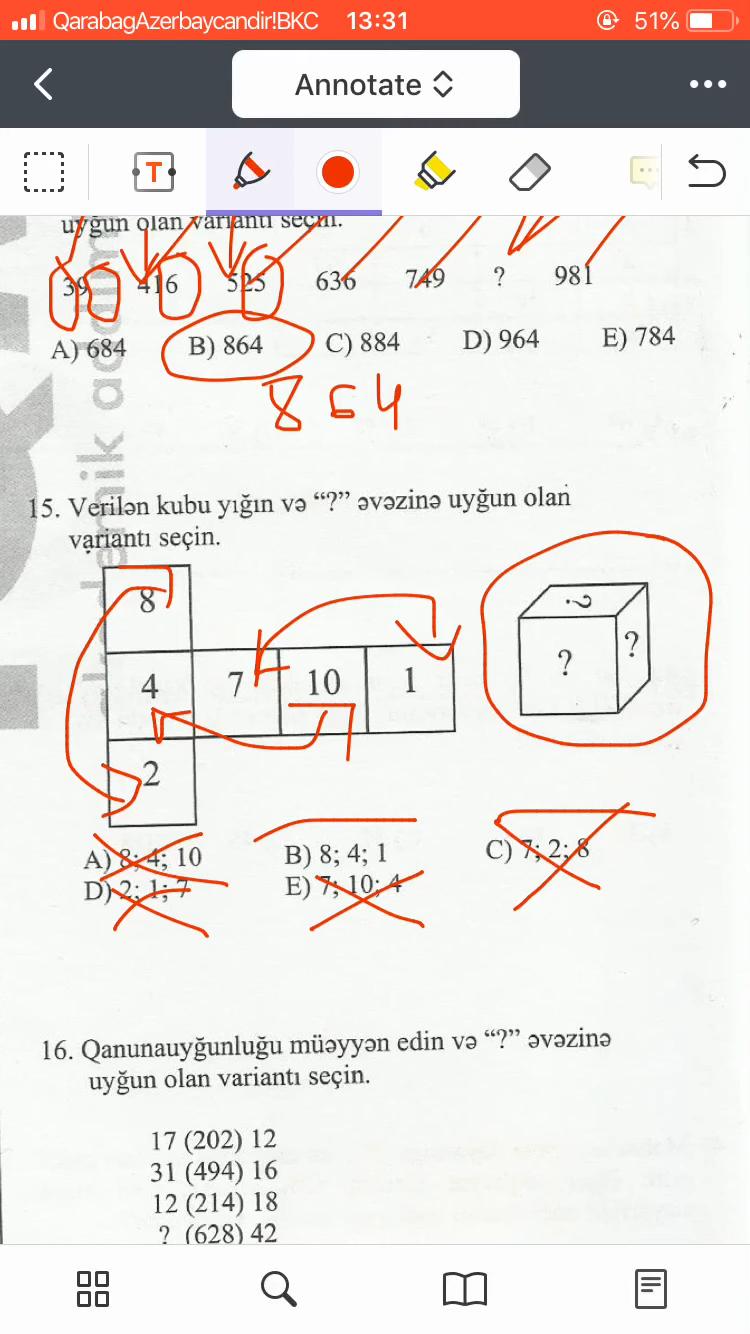 QarabagAzerbaycandir!BKC 13:31 51%
Annotate
T
uyğun olan variantı seçin.
39 416 525 636 749 ? 981
A) 684 B) 864 C) 884 D) 964 E) 784
864
15. Verilən kubu yığın və “?” əvəzinə uyğun olan
variantı seçin.
8
4 7 10 1
2
?
? ?
A) 8; 4; 10 B) 8; 4; 1 C) 7; 2; 8
D) 2; 1; 7 E) 7; 10; 4
16. Qanunauyğunluğu müəyyən edin və “?” əvəzinə
uyğun olan variantı seçin.
17 (202) 12
31 (494) 16
12 (214) 18
? (628) 42